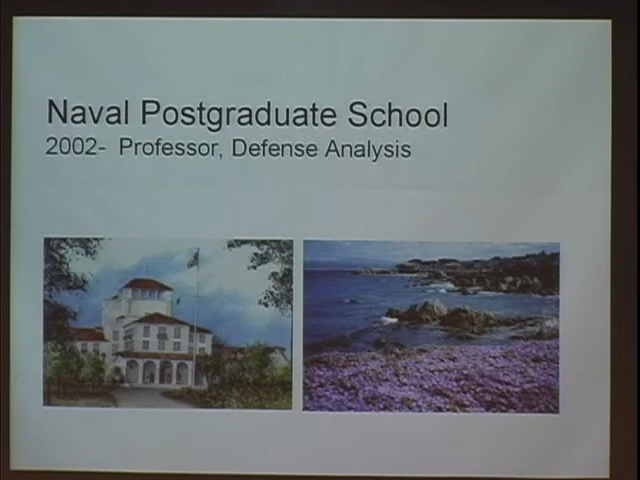 Naval Postgraduate School
2002- Professor, Defense Analysis